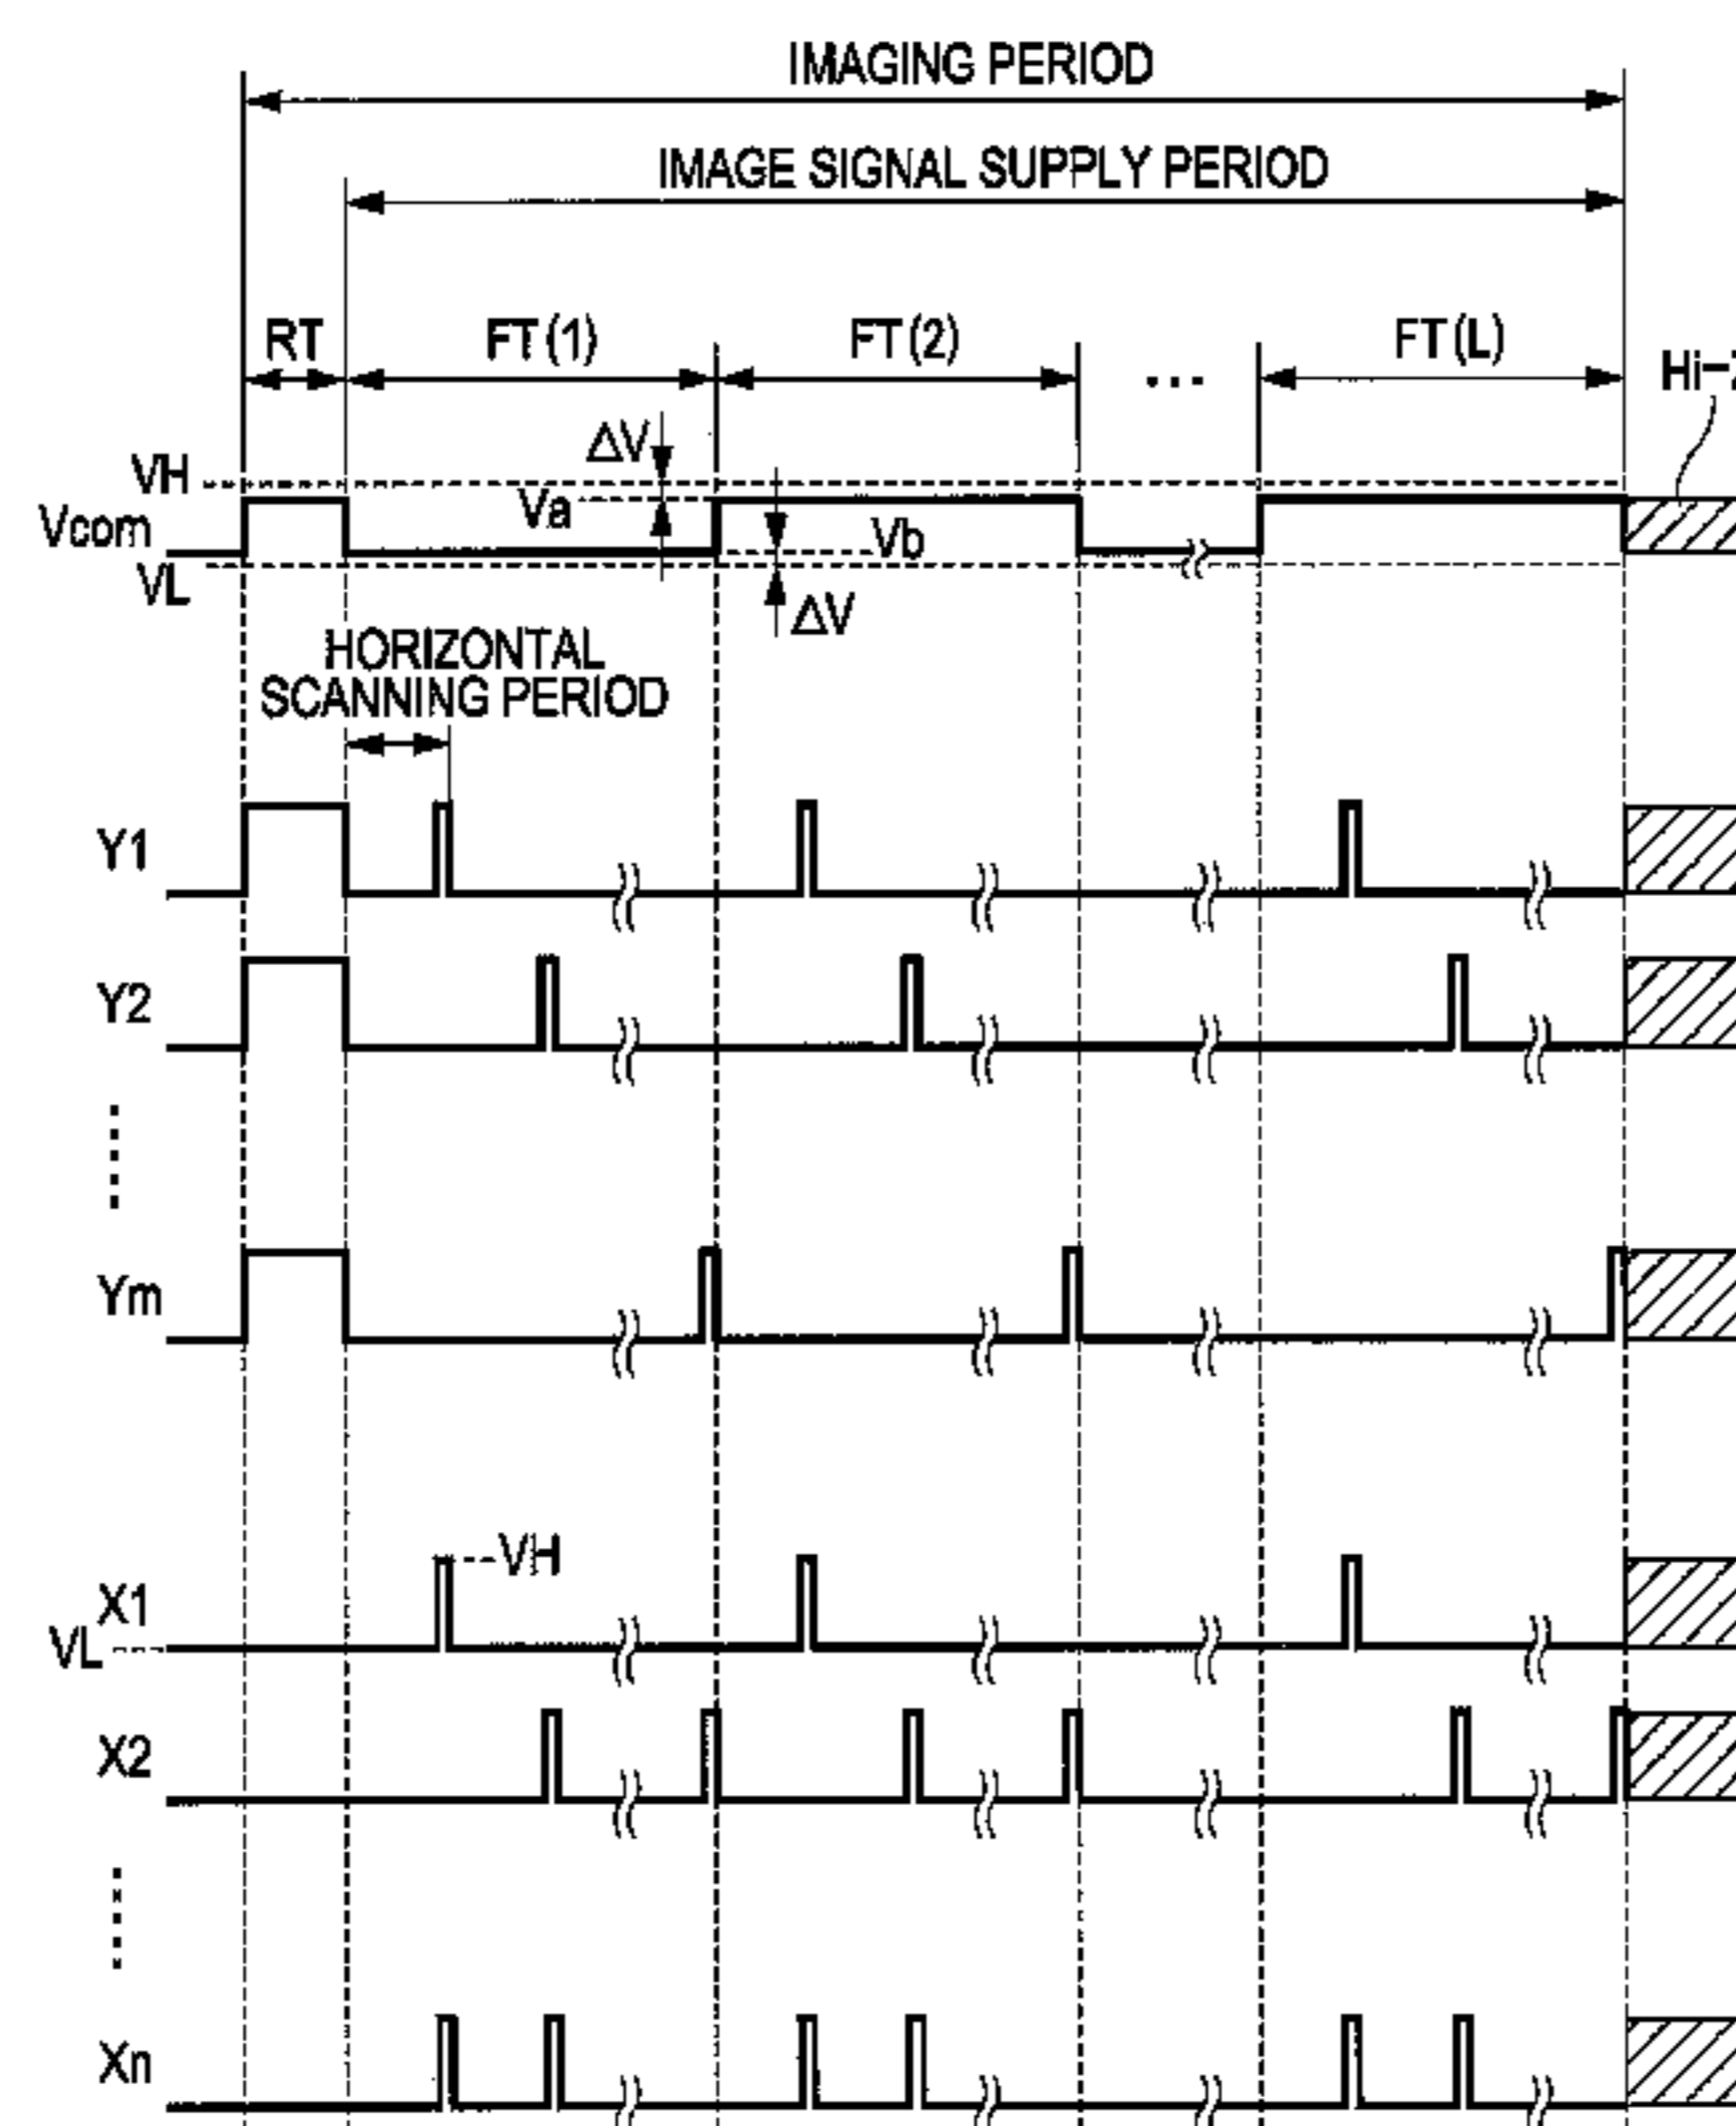 IMAGING PERIOD
IMAGE SIGNAL SUPPLY PERIOD
RT FT(1) FT(2) ... FT(L)
Hi-Z
VH
ΔV
Va
Vcom
Vb
VL
ΔV
HORIZONTAL
SCANNING PERIOD
Y1
Y2
Ym
VH
X1
VL
X2
Xn